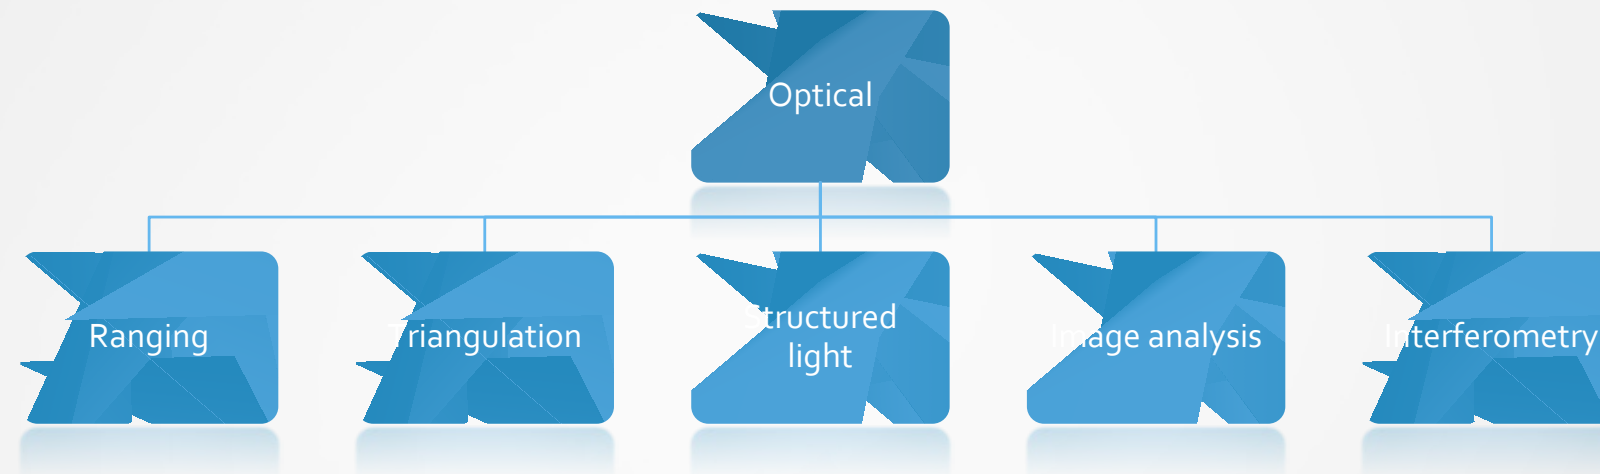 Optical
Ranging
Triangulation
Structured
light
Image analysis
Interferometry